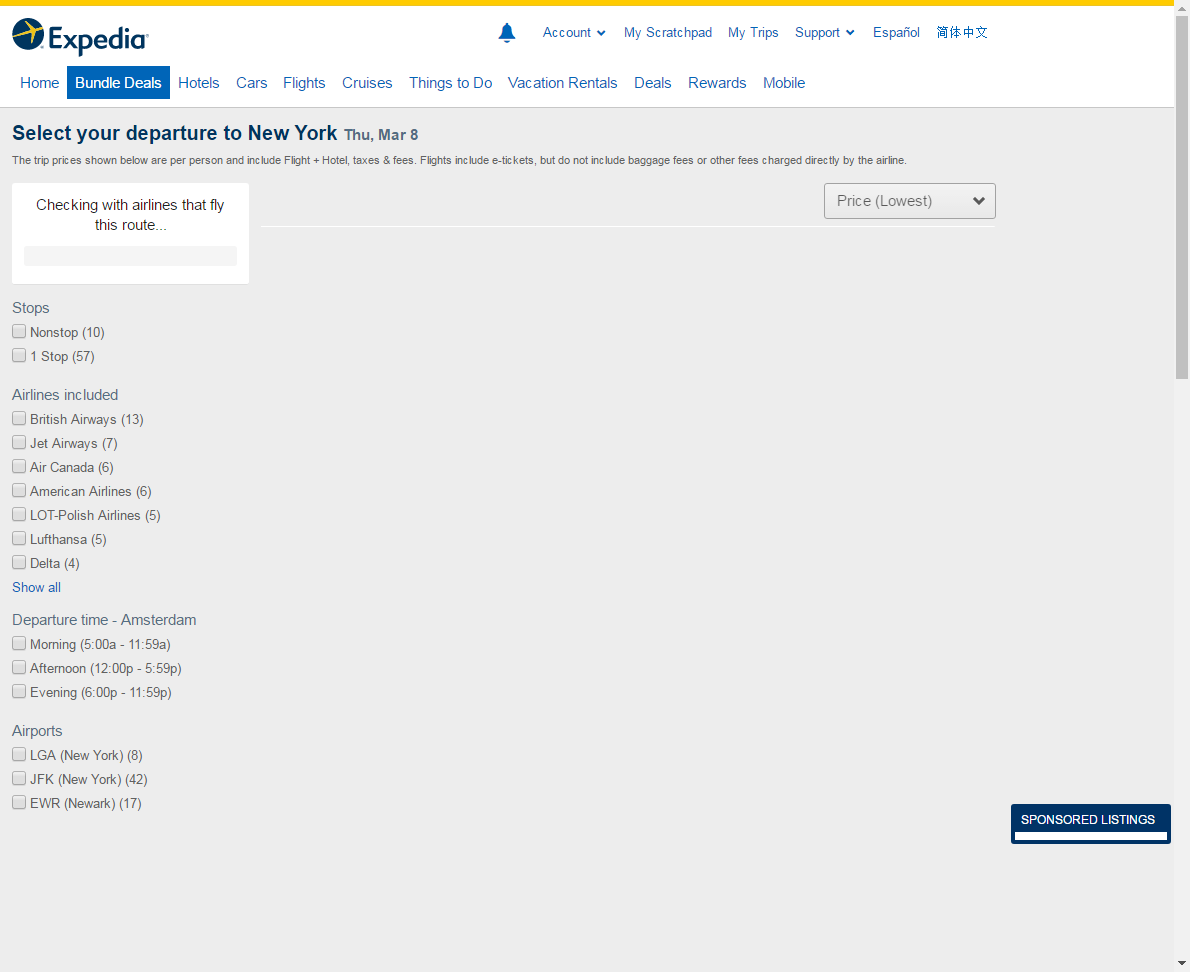 Expedia
Account
My Scratchpad
My Trips
Support
Español
简体中文
Home
Bundle Deals
Hotels
Cars
Flights
Cruises
Things to Do
Vacation Rentals
Deals
Rewards
Mobile
Select your departure to New York Thu, Mar 8
The trip prices shown below are per person and include Flight + Hotel, taxes & fees. Flights include e-tickets, but do not include baggage fees or other fees charged directly by the airline.
Checking with airlines that fly
this route...
Price (Lowest)
Stops
Nonstop (10)
1 Stop (57)
Airlines included
British Airways (13)
Jet Airways (7)
Air Canada (6)
American Airlines (6)
LOT-Polish Airlines (5)
Lufthansa (5)
Delta (4)
Show all
Departure time - Amsterdam
Morning (5:00a - 11:59a)
Afternoon (12:00p - 5:59p)
Evening (6:00p - 11:59p)
Airports
LGA (New York) (8)
JFK (New York) (42)
EWR (Newark) (17)
SPONSORED LISTINGS